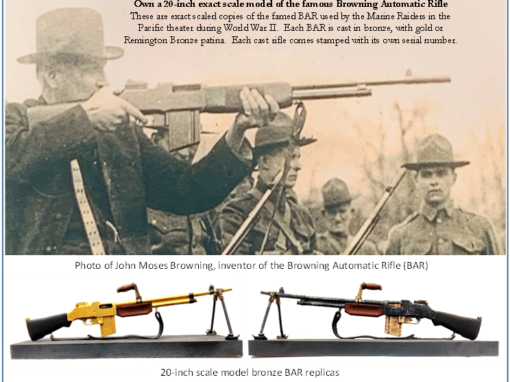 Own a 20-inch exact scale model of the famous Browning Automatic Rifle
These are exact scaled copies of the famed BAR used by the Marine Raiders in the
Pacific theater during World War II. Each BAR is cast in bronze, with gold or
Remington Bronze patina. Each cast rifle comes stamped with its own serial number.
Photo of John Moses Browning, inventor of the Browning Automatic Rifle (BAR)
20-inch scale model bronze BAR replicas